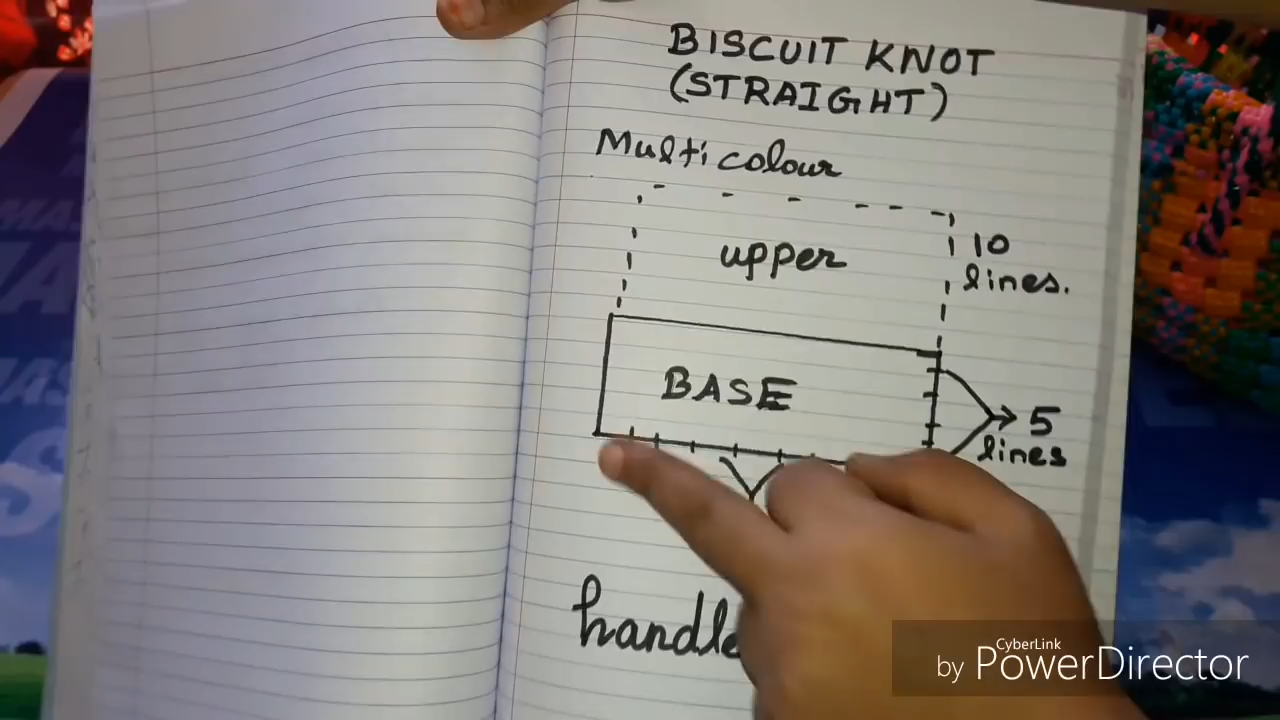 BISCUIT KNOT
(STRAIGHT)
Multi colour
upper
10
lines.
BASE
5
lines
handle
CyberLink
by PowerDirector